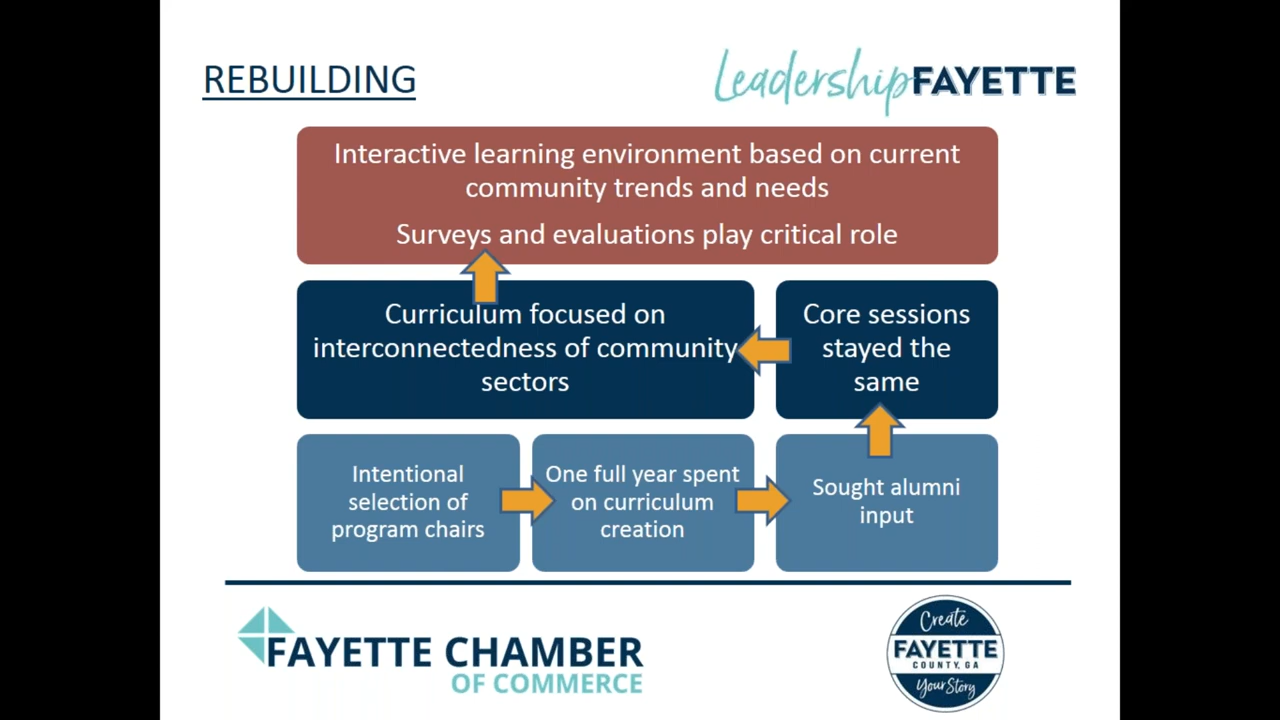 REBUILDING
Leadership FAYETTE
Interactive learning environment based on current
community trends and needs
Surveys and evaluations play critical role
Curriculum focused on
interconnectedness of community
sectors
Core sessions
stayed the
same
Intentional
selection of
program chairs
One full year spent
on curriculum
creation
Sought alumni
input
FAYETTE CHAMBER
OF COMMERCE
Create
FAYETTE
COUNTY, GA
Your Story